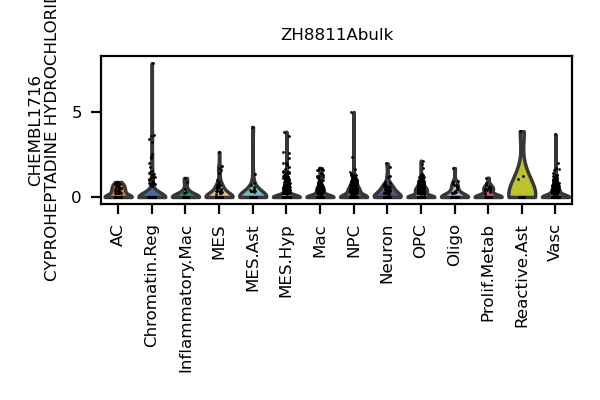 ZH8811Abulk
CHEMBL1716
CYPROHEPTADINE HYDROCHLORID
5
0
AC
Chromatin.Reg
Inflammatory.Mac
MES
MES.Ast
MES.Hyp
Mac
NPC
Neuron
OPC
Oligo
Prolif.Metab
Reactive.Ast
Vasc